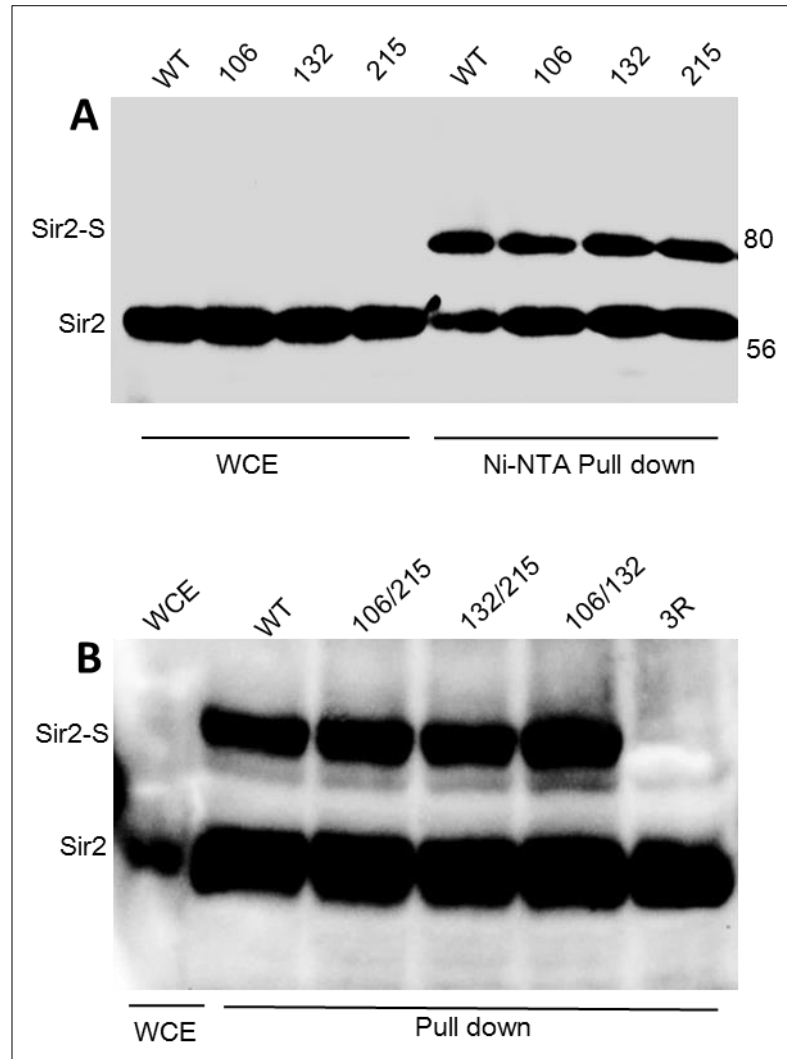 WT 106 132 215 WT 106 132 215
A
Sir2-S 80
Sir2 56
WCE Ni-NTA Pull down
WCE WT 106/215 132/215 106/132 3R
B
Sir2-S
Sir2
WCE Pull down